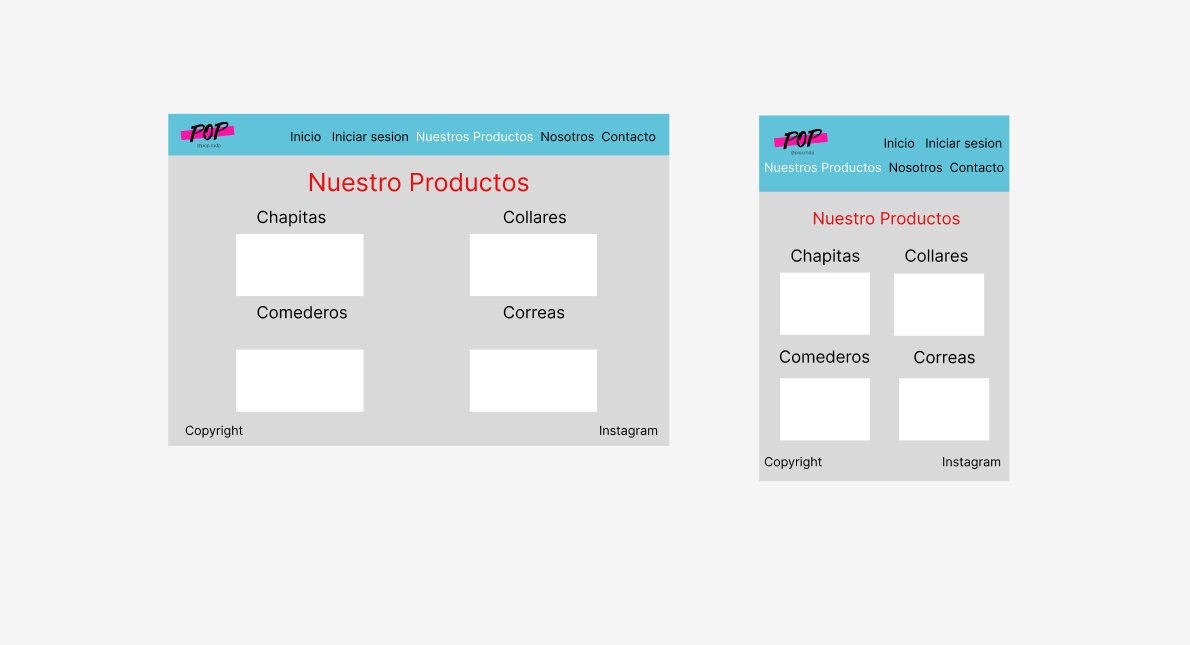 POP
Inicio Iniciar sesion Nuestros Productos Nosotros Contacto
Nuestro Productos
Chapitas Collares
Comederos Correas
Copyright Instagram
POP
Inicio Iniciar sesion
Nuestros Productos Nosotros Contacto
Nuestro Productos
Chapitas Collares
Comederos Correas
Copyright Instagram